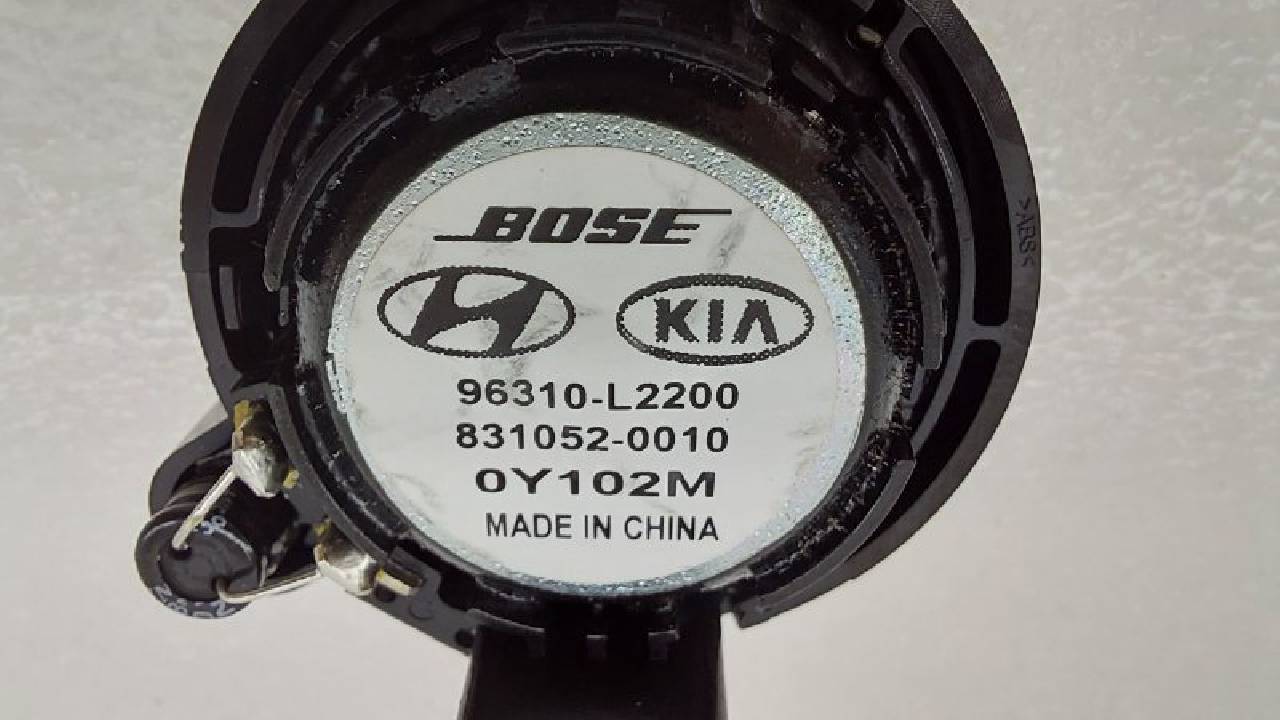 BOSE
KIA
96310-L2200
831052-0010
0Y102M
MADE IN CHINA
>ABS<